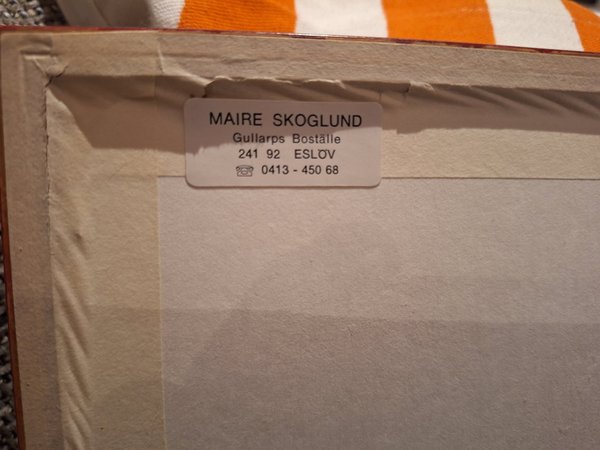 MAIRE SKOGLUND
Gullarps Boställe
241 92 ESLÖV
☏ 0413 - 450 68